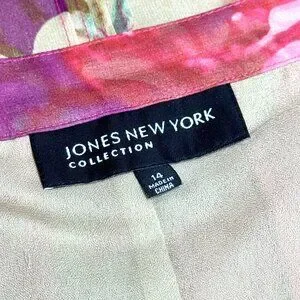 JONES NEW YORK
COLLECTION
14
MADE IN
CHINA